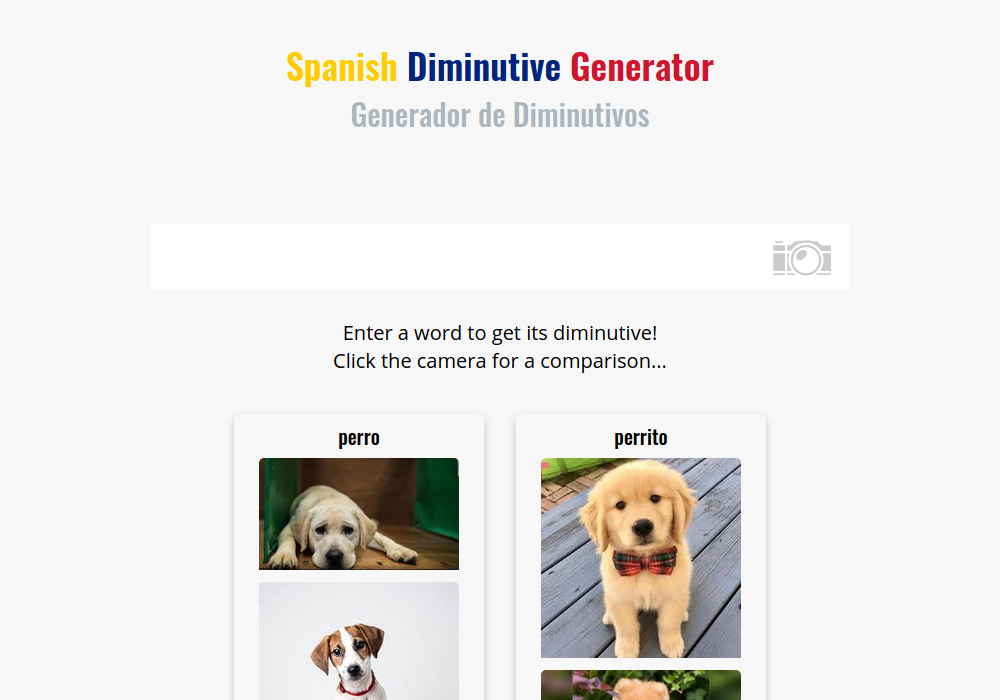 Spanish Diminutive Generator
Generador de Diminutivos
Enter a word to get its diminutive!
Click the camera for a comparison...
perro
perrito